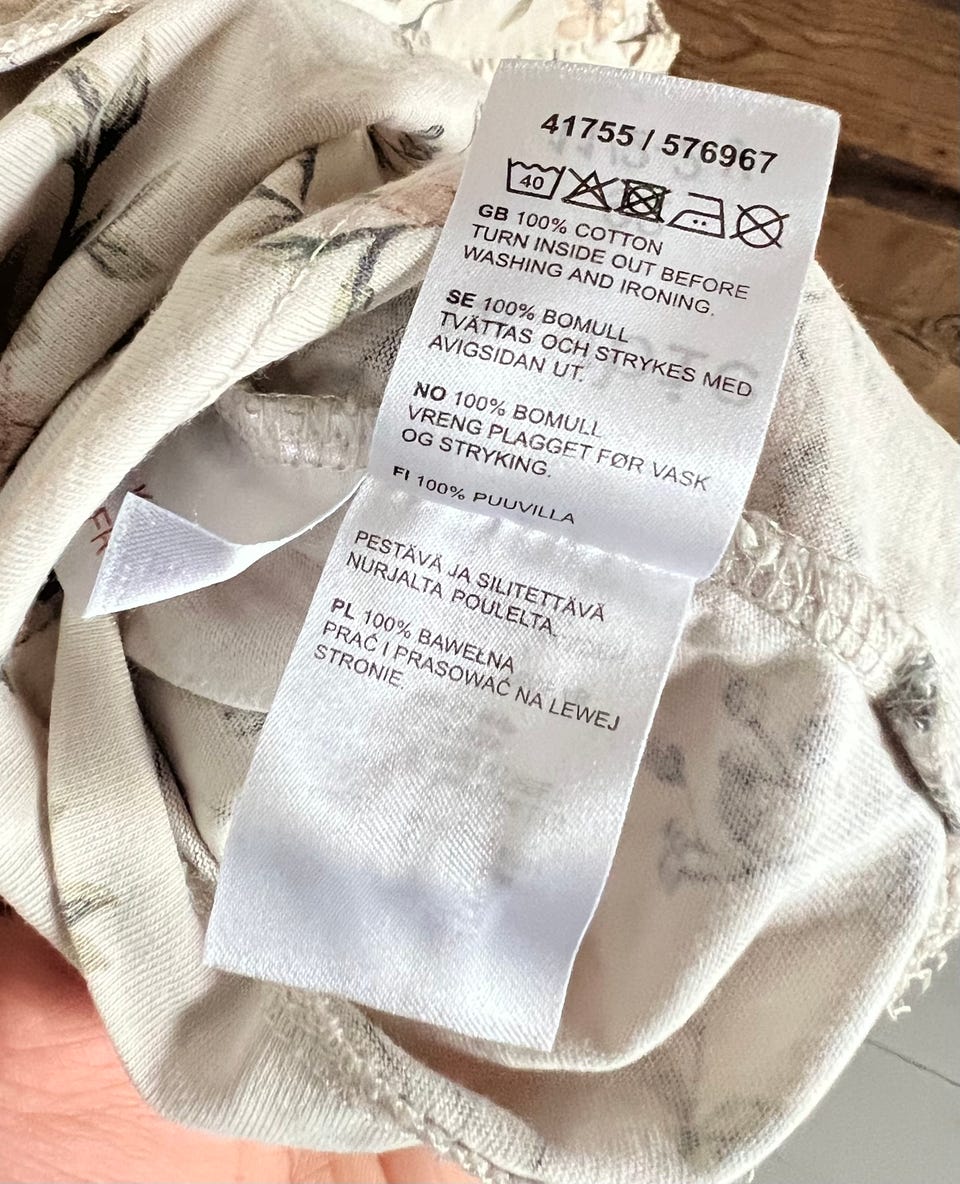 41755 / 576967
40
GB 100% COTTON
TURN INSIDE OUT BEFORE
WASHING AND IRONING.
SE 100% BOMULL
TVÄTTAS OCH STRYKES MED
AVIGSIDAN UT.
NO 100% BOMULL
VRENG PLAGGET FØR VASK
OG STRYKING.
FI 100% PUUVILLA
PESTÄVÄ JA SILITETTÄVÄ
NURJALTA POULELTA.
PL 100% BAWEŁNA
PRAĆ I PRASOWAĆ NA LEWEJ
STRONIE.